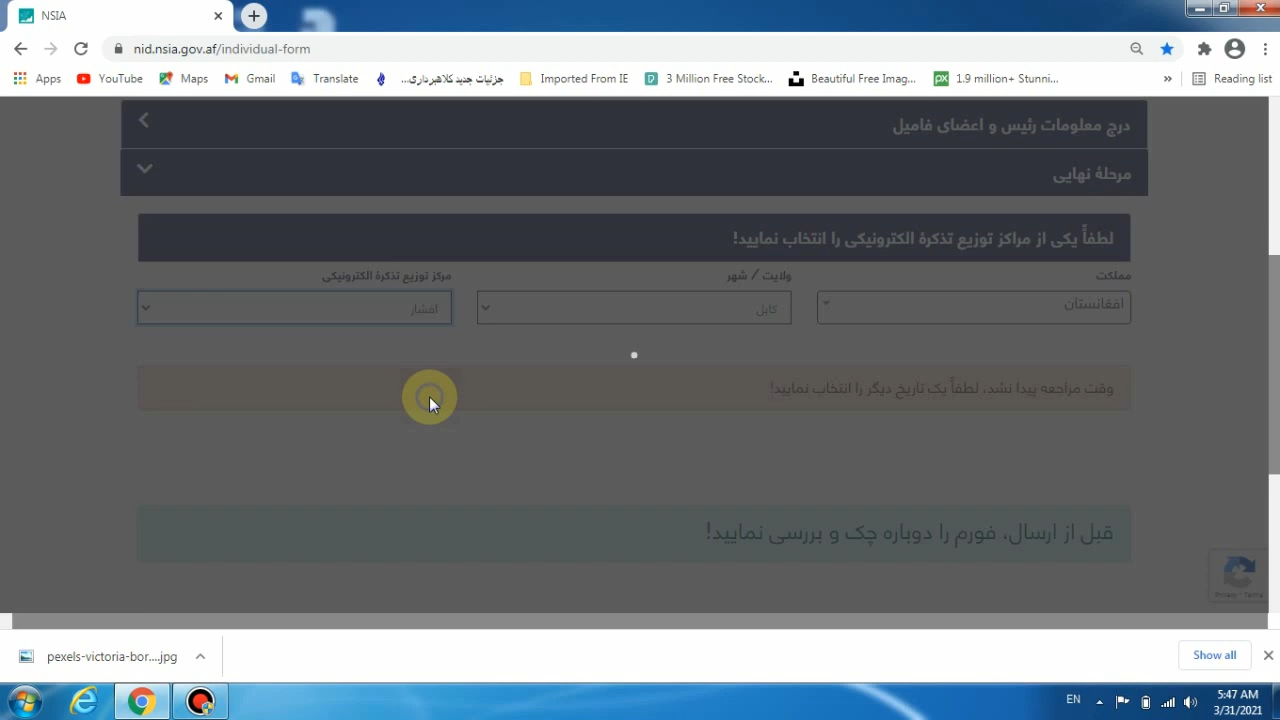 NSIA
nid.nsia.gov.af/individual-form
Apps YouTube Maps Gmail Translate جزئیات جدید کلاهبرداری... Imported From IE 3 Million Free Stock... Beautiful Free Imag... 1.9 million+ Stunni... » Reading list
درج معلومات رئیس و اعضای فامیل
مرحلهٔ نهایی
لطفاً یکی از مراکز توزیع تذکرهٔ الکترونیکی را انتخاب نمایید!
مملکت ولایت / شهر مرکز توزیع تذکرهٔ الکترونیکی
افغانستان کابل افشار
وقت مراجعه پیدا نشد، لطفاً یک تاریخ دیگر را انتخاب نمایید!
قبل از ارسال، فورم را دوباره چک و بررسی نمایید!
Privacy - Terms
pexels-victoria-bor....jpg Show all
EN 5:47 AM
3/31/2021